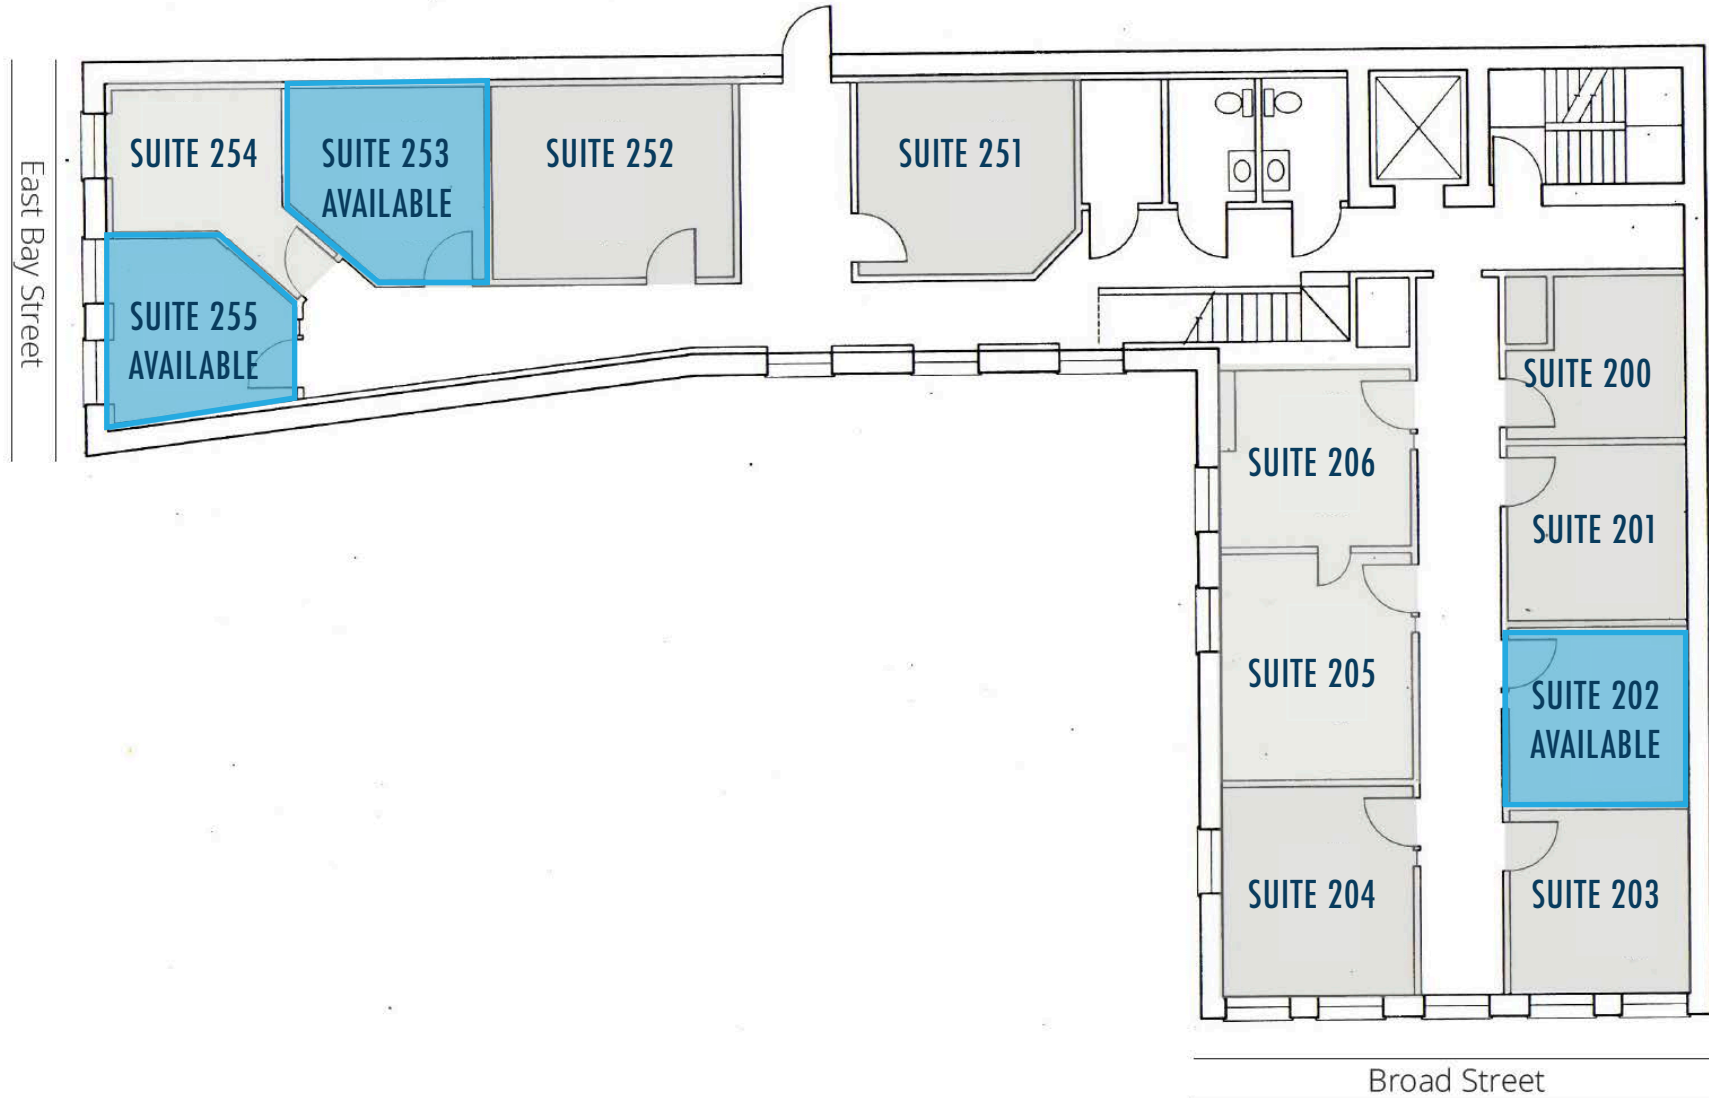 East Bay Street
SUITE 254
SUITE 253
AVAILABLE
SUITE 252
SUITE 251
SUITE 255
AVAILABLE
SUITE 200
SUITE 206
SUITE 201
SUITE 205
SUITE 202
AVAILABLE
SUITE 204
SUITE 203
Broad Street